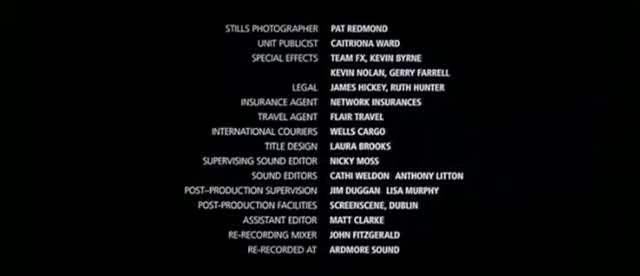 STILLS PHOTOGRAPHER PAT REDMOND
UNIT PUBLICIST CAITRIONA WARD
SPECIAL EFFECTS TEAM FX, KEVIN BYRNE
KEVIN NOLAN, GERRY FARRELL
LEGAL JAMES HICKEY, RUTH HUNTER
INSURANCE AGENT NETWORK INSURANCES
TRAVEL AGENT FLAIR TRAVEL
INTERNATIONAL COURIERS WELLS CARGO
TITLE DESIGN LAURA BROOKS
SUPERVISING SOUND EDITOR NICKY MOSS
SOUND EDITORS CATHI WELDON ANTHONY LITTON
POST–PRODUCTION SUPERVISION JIM DUGGAN LISA MURPHY
POST-PRODUCTION FACILITIES SCREENSCENE, DUBLIN
ASSISTANT EDITOR MATT CLARKE
RE-RECORDING MIXER JOHN FITZGERALD
RE-RECORDED AT ARDMORE SOUND